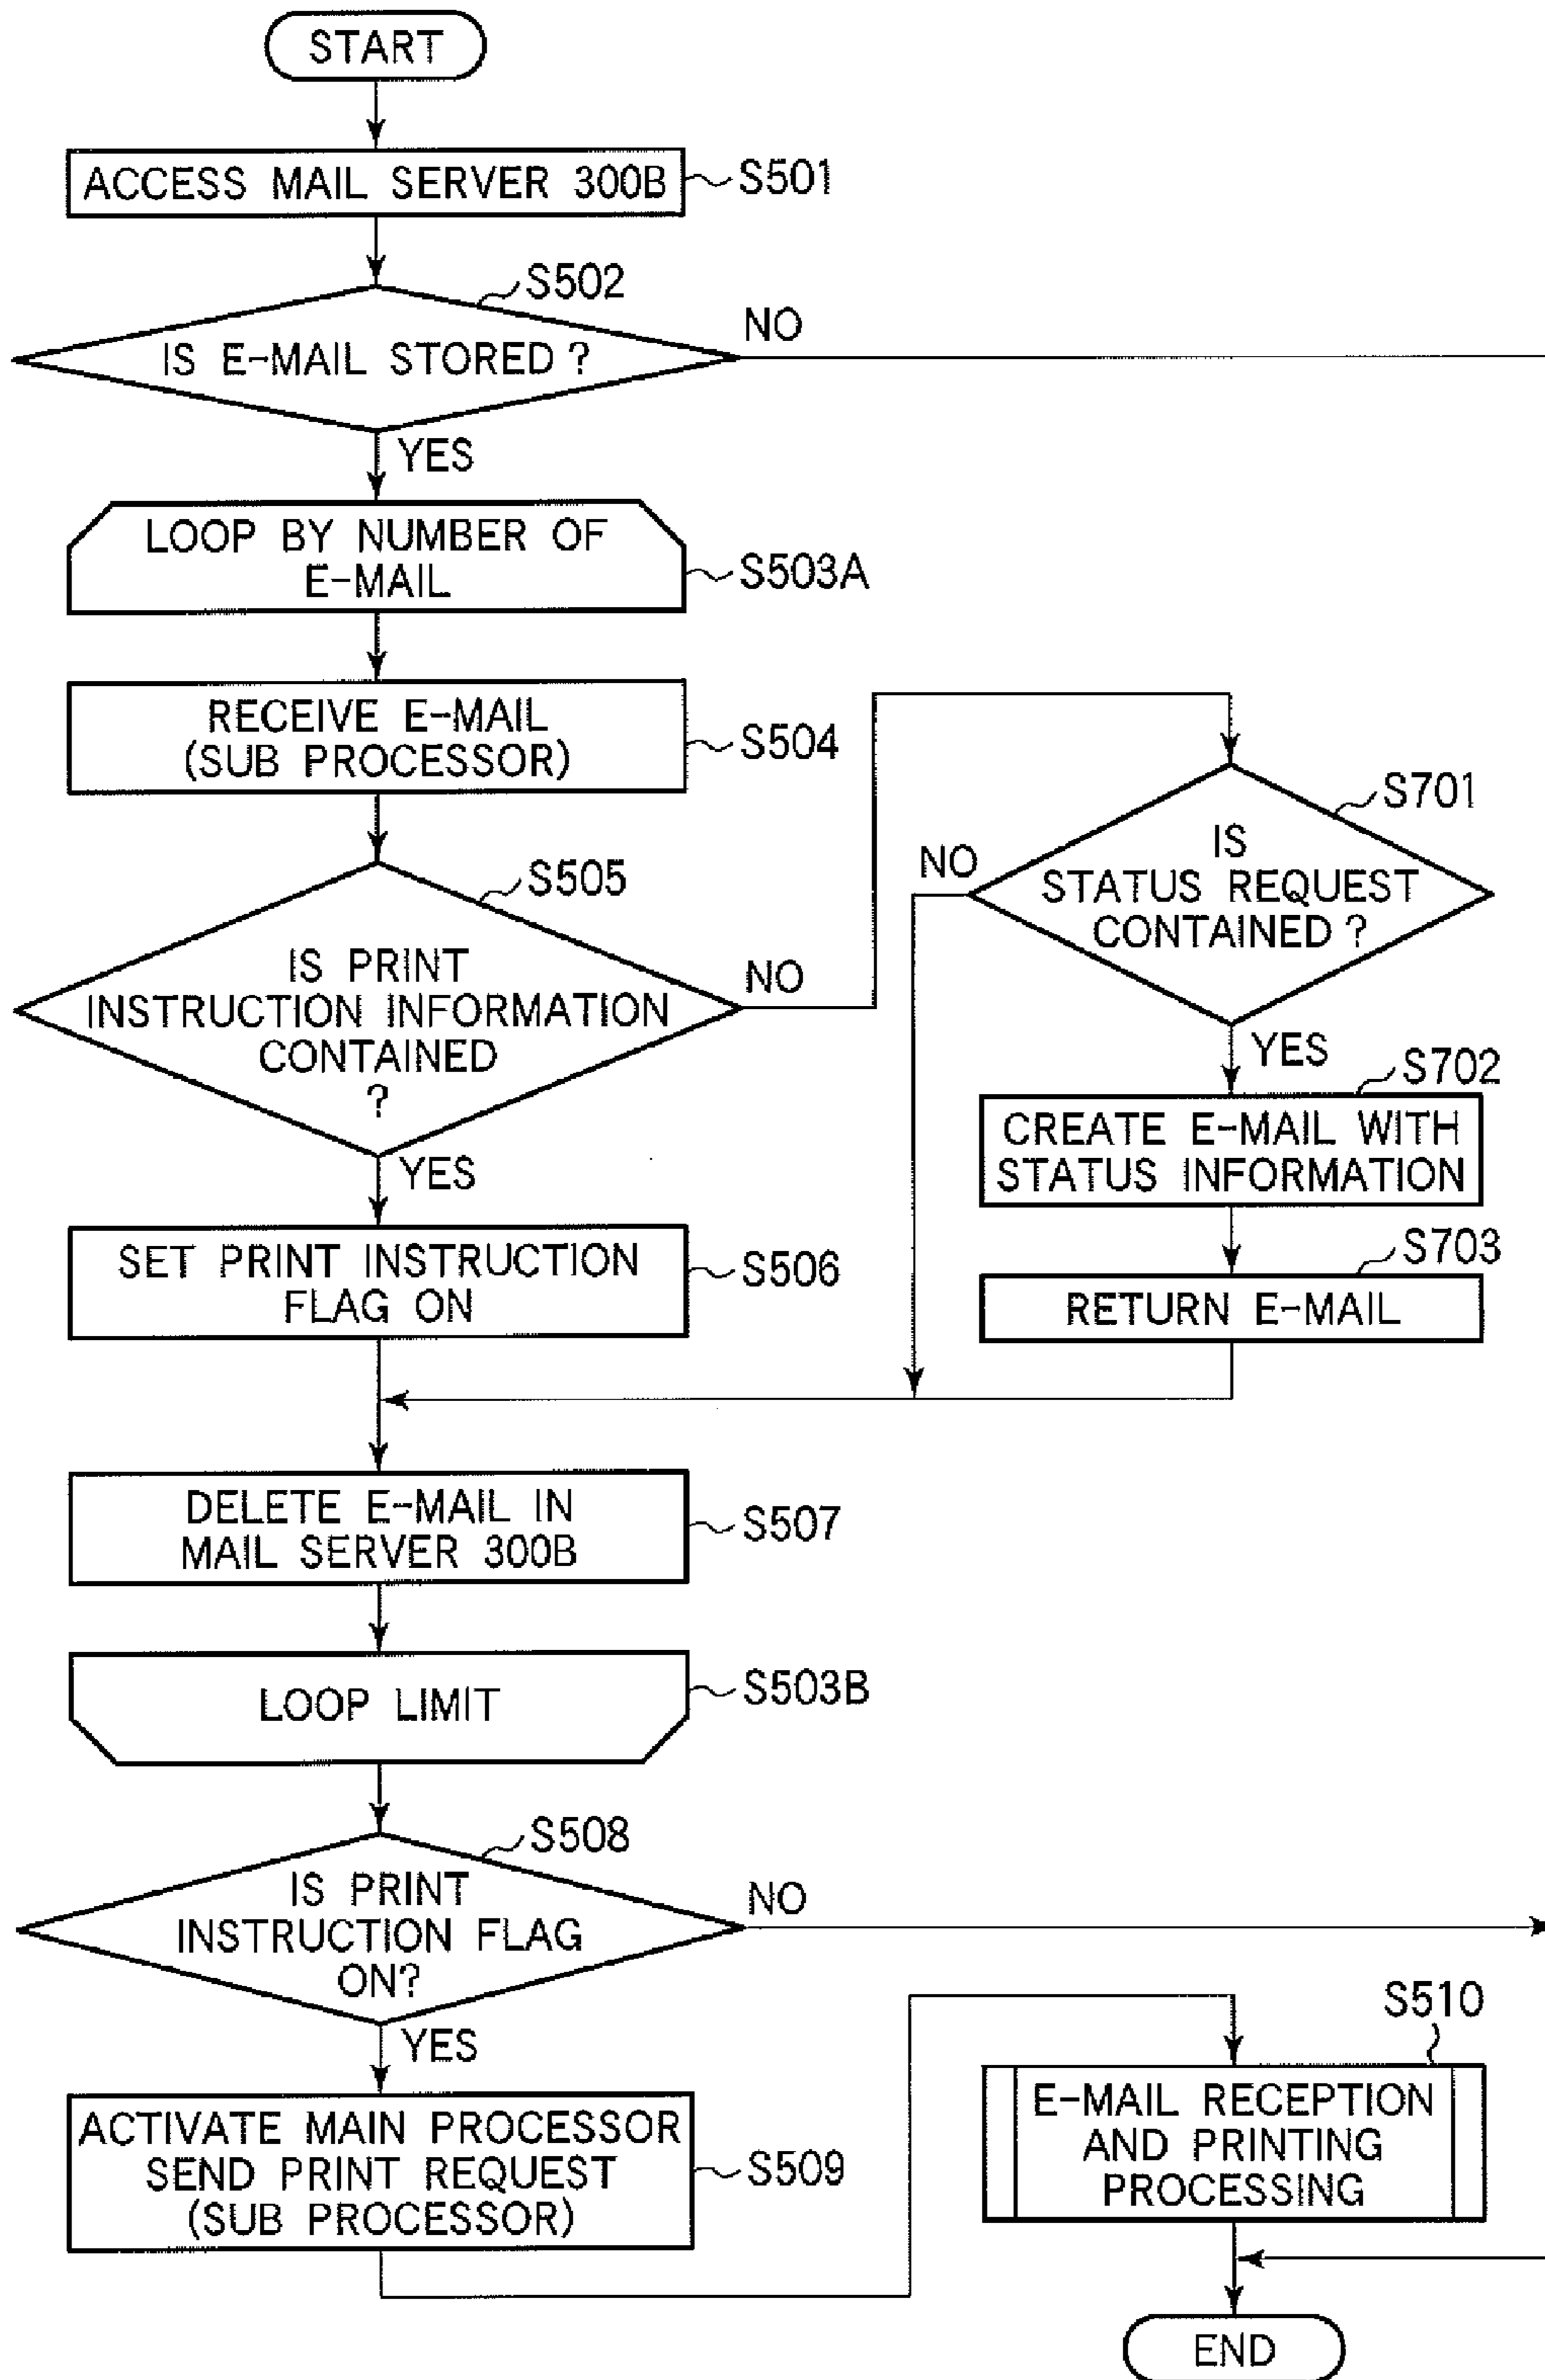 START
ACCESS MAIL SERVER 300B
S501
S502
IS E-MAIL STORED?
NO
YES
LOOP BY NUMBER OF
E-MAIL
S503A
RECEIVE E-MAIL
(SUB PROCESSOR)
S504
S505
IS PRINT
INSTRUCTION INFORMATION
CONTAINED
?
NO
YES
S701
IS
STATUS REQUEST
CONTAINED?
NO
YES
S702
CREATE E-MAIL WITH
STATUS INFORMATION
S703
RETURN E-MAIL
SET PRINT INSTRUCTION
FLAG ON
S506
DELETE E-MAIL IN
MAIL SERVER 300B
S507
LOOP LIMIT
S503B
S508
IS PRINT
INSTRUCTION FLAG
ON?
NO
YES
ACTIVATE MAIN PROCESSOR
SEND PRINT REQUEST
(SUB PROCESSOR)
S509
S510
E-MAIL RECEPTION
AND PRINTING
PROCESSING
END